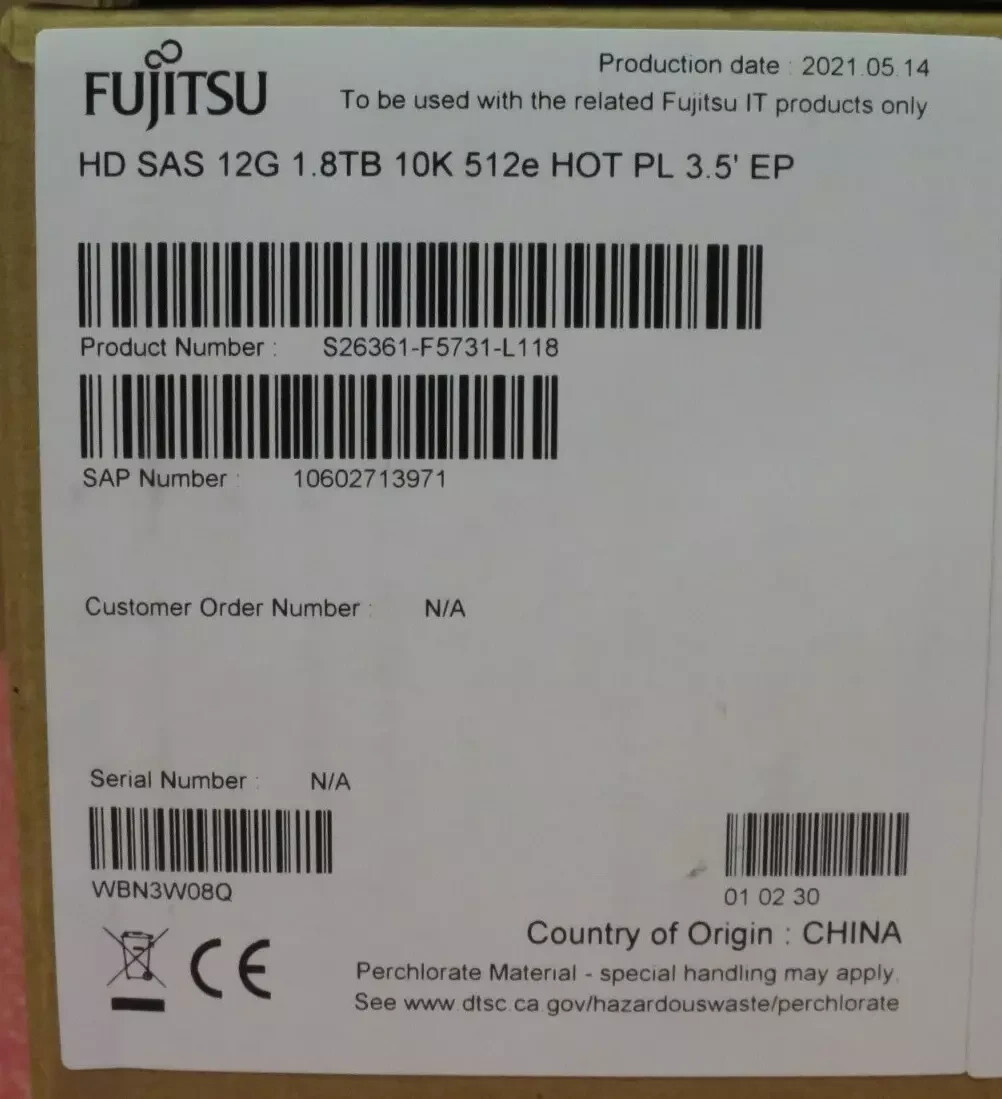 FUJITSU
Production date : 2021.05.14
To be used with the related Fujitsu IT products only
HD SAS 12G 1.8TB 10K 512e HOT PL 3.5' EP
Product Number : S26361-F5731-L118
SAP Number : 10602713971
Customer Order Number : N/A
Serial Number : N/A
WBN3W08Q
01 02 30
Country of Origin : CHINA
CE
Perchlorate Material - special handling may apply.
See www.dtsc.ca.gov/hazardouswaste/perchlorate